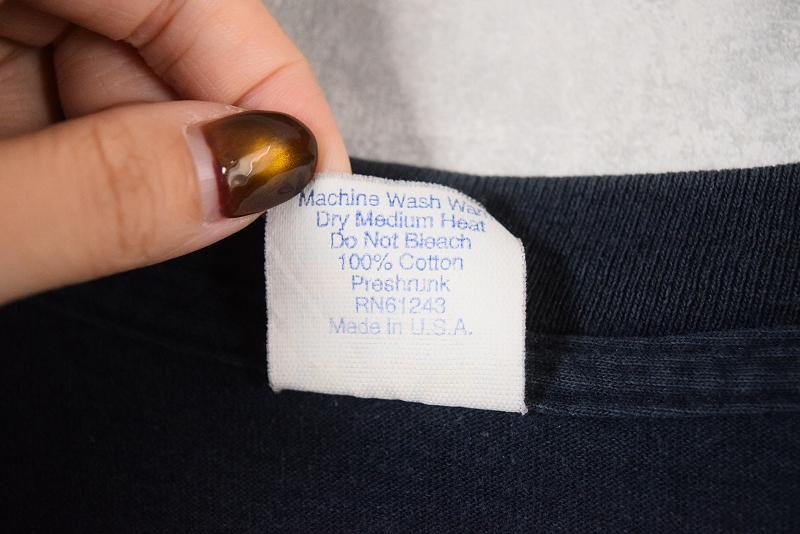 Machine Wash
Dry Medium Heat
Do Not Bleach
100% Cotton
Preshrunk
RN61243
Made in U.S.A.